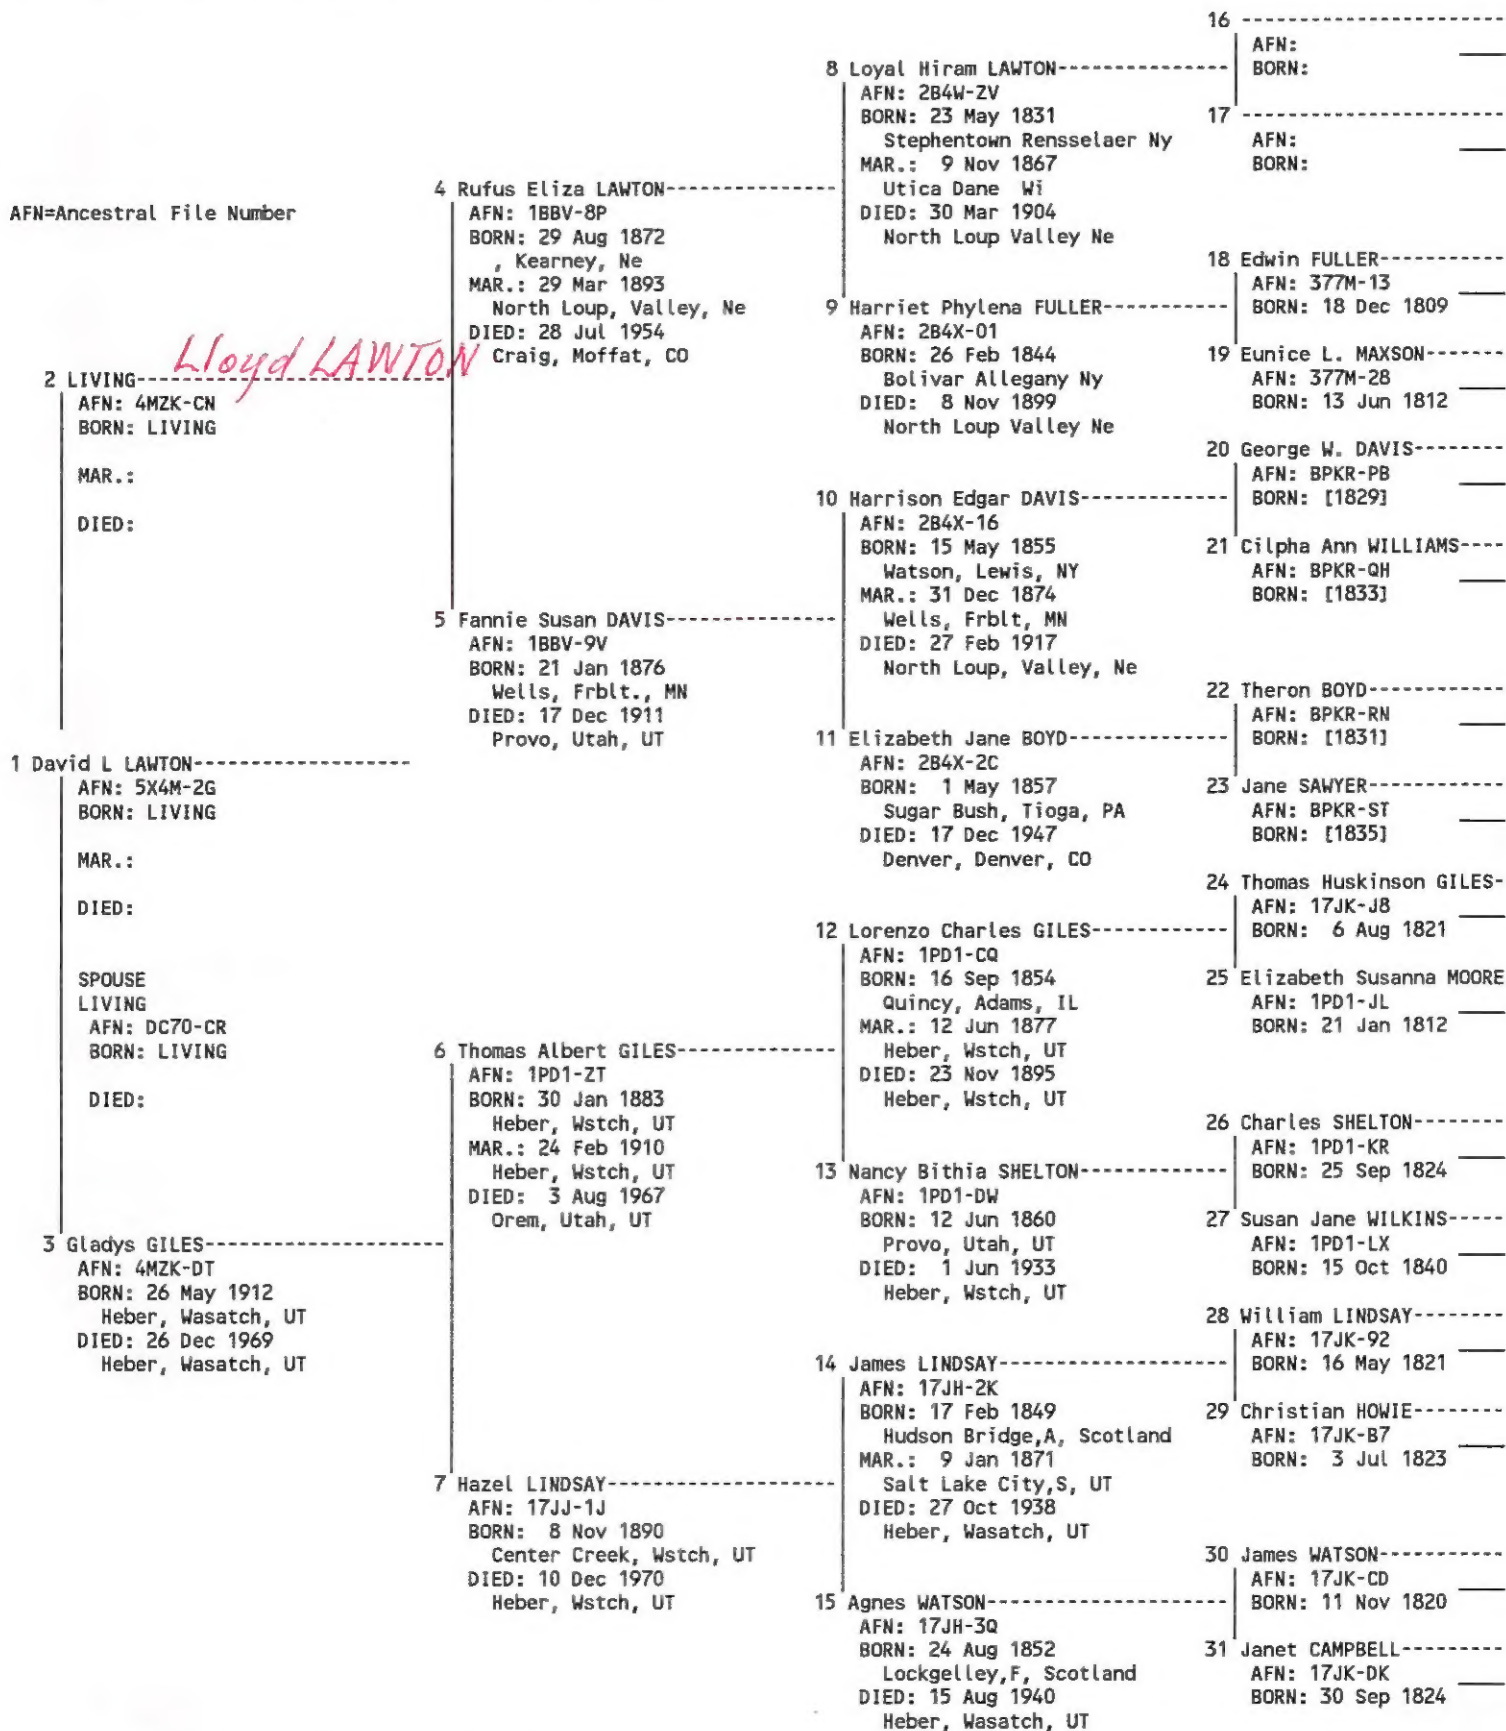 AFN=Ancestral File Number
1 David L LAWTON
AFN: 5X4M-2G
BORN: LIVING
MAR.:
DIED:
SPOUSE
LIVING
AFN: DC70-CR
BORN: LIVING
DIED:
2 LIVING
Lloyd LAWTON
AFN: 4MZK-CN
BORN: LIVING
MAR.:
DIED:
3 Gladys GILES
AFN: 4MZK-DT
BORN: 26 May 1912
Heber, Wasatch, UT
DIED: 26 Dec 1969
Heber, Wasatch, UT
4 Rufus Eliza LAWTON
AFN: 1BBV-8P
BORN: 29 Aug 1872
, Kearney, Ne
MAR.: 29 Mar 1893
North Loup, Valley, Ne
DIED: 28 Jul 1954
Craig, Moffat, CO
5 Fannie Susan DAVIS
AFN: 1BBV-9V
BORN: 21 Jan 1876
Wells, Frblt., MN
DIED: 17 Dec 1911
Provo, Utah, UT
6 Thomas Albert GILES
AFN: 1PD1-ZT
BORN: 30 Jan 1883
Heber, Wstch, UT
MAR.: 24 Feb 1910
Heber, Wstch, UT
DIED: 3 Aug 1967
Orem, Utah, UT
7 Hazel LINDSAY
AFN: 17JJ-1J
BORN: 8 Nov 1890
Center Creek, Wstch, UT
DIED: 10 Dec 1970
Heber, Wstch, UT
8 Loyal Hiram LAWTON
AFN: 2B4W-ZV
BORN: 23 May 1831
Stephentown Rensselaer Ny
MAR.: 9 Nov 1867
Utica Dane Wi
DIED: 30 Mar 1904
North Loup Valley Ne
9 Harriet Phylena FULLER
AFN: 2B4X-01
BORN: 26 Feb 1844
Bolivar Allegany Ny
DIED: 8 Nov 1899
North Loup Valley Ne
10 Harrison Edgar DAVIS
AFN: 2B4X-16
BORN: 15 May 1855
Watson, Lewis, NY
MAR.: 31 Dec 1874
Wells, Frblt, MN
DIED: 27 Feb 1917
North Loup, Valley, Ne
11 Elizabeth Jane BOYD
AFN: 2B4X-2C
BORN: 1 May 1857
Sugar Bush, Tioga, PA
DIED: 17 Dec 1947
Denver, Denver, CO
12 Lorenzo Charles GILES
AFN: 1PD1-CQ
BORN: 16 Sep 1854
Quincy, Adams, IL
MAR.: 12 Jun 1877
Heber, Wstch, UT
DIED: 23 Nov 1895
Heber, Wstch, UT
13 Nancy Bithia SHELTON
AFN: 1PD1-DW
BORN: 12 Jun 1860
Provo, Utah, UT
DIED: 1 Jun 1933
Heber, Wstch, UT
14 James LINDSAY
AFN: 17JH-2K
BORN: 17 Feb 1849
Hudson Bridge,A, Scotland
MAR.: 9 Jan 1871
Salt Lake City,S, UT
DIED: 27 Oct 1938
Heber, Wasatch, UT
15 Agnes WATSON
AFN: 17JH-3Q
BORN: 24 Aug 1852
Lockgelley,F, Scotland
DIED: 15 Aug 1940
Heber, Wasatch, UT
16
AFN:
BORN:
17
AFN:
BORN:
18 Edwin FULLER
AFN: 377M-13
BORN: 18 Dec 1809
19 Eunice L. MAXSON
AFN: 377M-28
BORN: 13 Jun 1812
20 George W. DAVIS
AFN: BPKR-PB
BORN: [1829]
21 Cilpha Ann WILLIAMS
AFN: BPKR-QH
BORN: [1833]
22 Theron BOYD
AFN: BPKR-RN
BORN: [1831]
23 Jane SAWYER
AFN: BPKR-ST
BORN: [1835]
24 Thomas Huskinson GILES
AFN: 17JK-J8
BORN: 6 Aug 1821
25 Elizabeth Susanna MOORE
AFN: 1PD1-JL
BORN: 21 Jan 1812
26 Charles SHELTON
AFN: 1PD1-KR
BORN: 25 Sep 1824
27 Susan Jane WILKINS
AFN: 1PD1-LX
BORN: 15 Oct 1840
28 William LINDSAY
AFN: 17JK-92
BORN: 16 May 1821
29 Christian HOWIE
AFN: 17JK-B7
BORN: 3 Jul 1823
30 James WATSON
AFN: 17JK-CD
BORN: 11 Nov 1820
31 Janet CAMPBELL
AFN: 17JK-DK
BORN: 30 Sep 1824